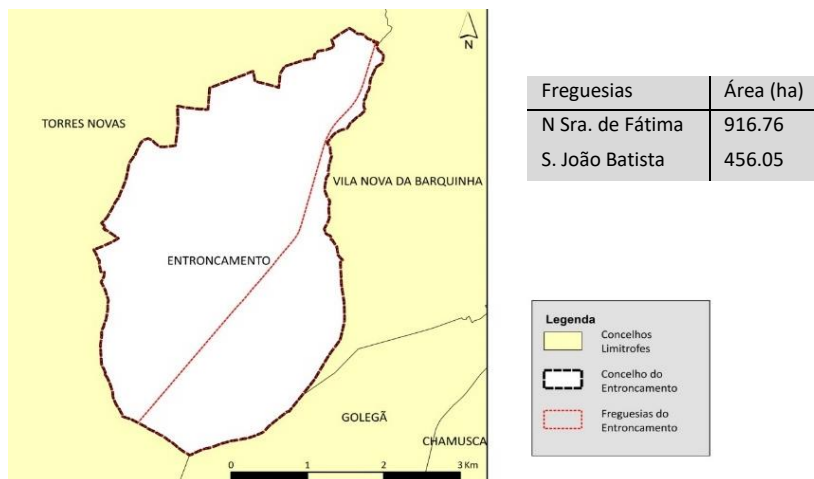 N
TORRES NOVAS
VILA NOVA DA BARQUINHA
ENTRONCAMENTO
GOLEGÃ
CHAMUSCA
0 1 2 3 Km
Freguesias Área (ha)
N Sra. de Fátima 916.76
S. João Batista 456.05
Legenda
Concelhos
Limitrofes
Concelho do
Entroncamento
Freguesias do
Entroncamento